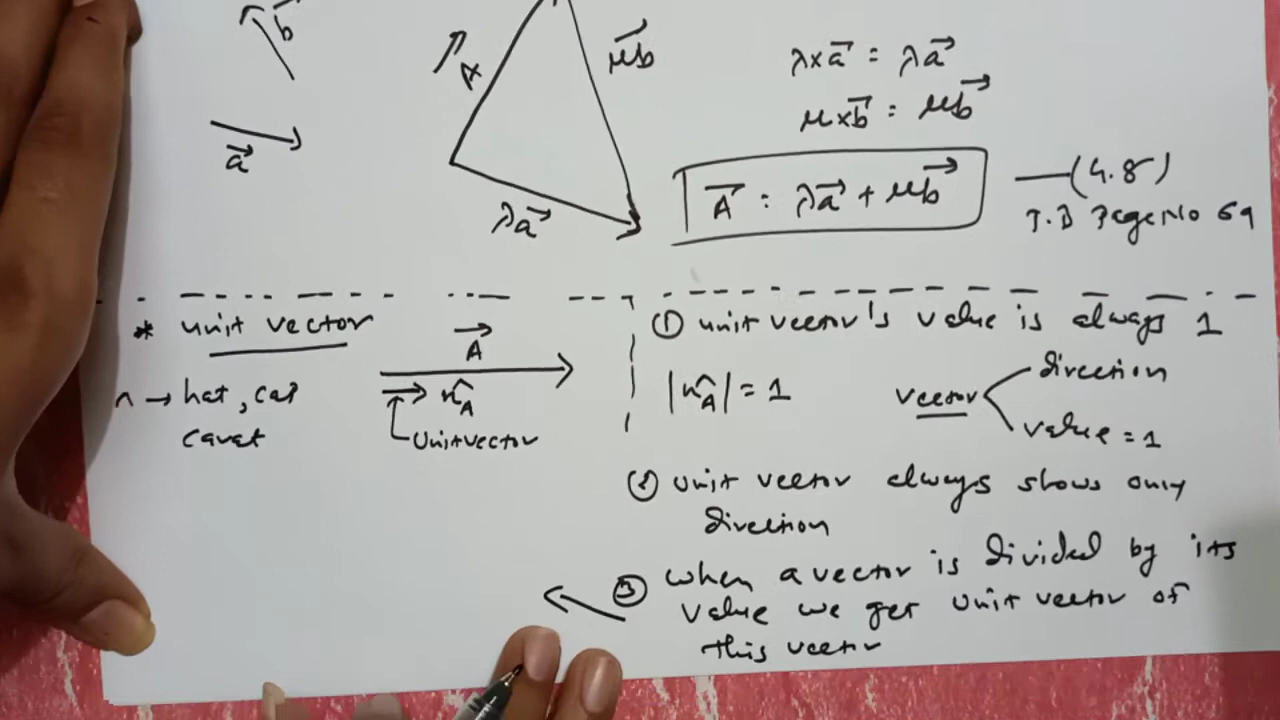 b⃗
a⃗
A
μb⃗
λa⃗
λ×a⃗ = λa⃗
μ×b⃗ = μb⃗
A⃗ = λa⃗ + μb⃗ —(4.8)
T.B Page No 69
* unit vector
^ → hat, cap
caret
A⃗
→ n̂_A
Unit vector
① unit vector's value is always 1
|n̂_A| = 1
vector
direction
value = 1
② unit vector always shows only
direction
③ when a vector is divided by its
value we get unit vector of
this vector